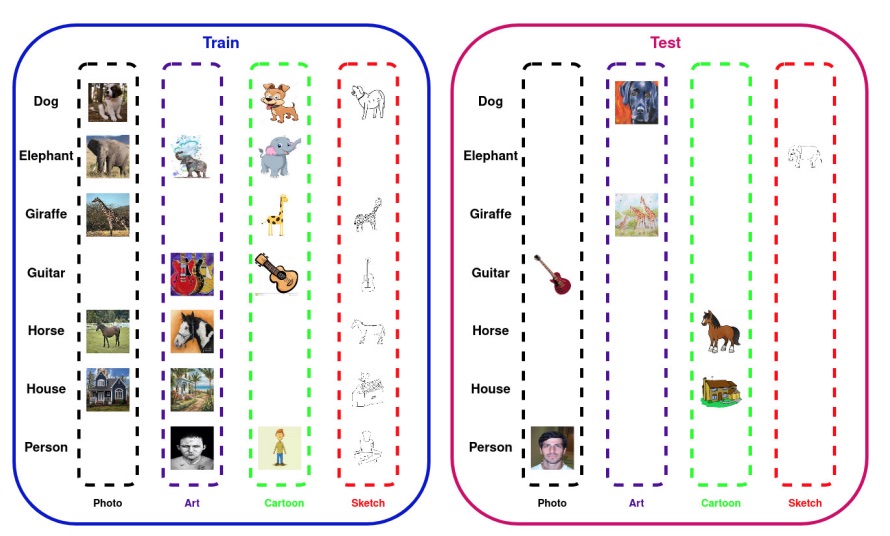 Train
Dog
Elephant
Giraffe
Guitar
Horse
House
Person
Photo Art Cartoon Sketch
Test
Dog
Elephant
Giraffe
Guitar
Horse
House
Person
Photo Art Cartoon Sketch